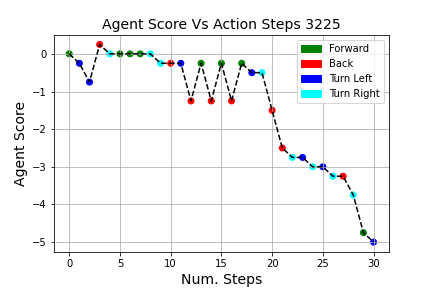 Agent Score Vs Action Steps 3225
Forward
Back
Turn Left
Turn Right
0
−1
−2
−3
−4
−5
Agent Score
0 5 10 15 20 25 30
Num. Steps